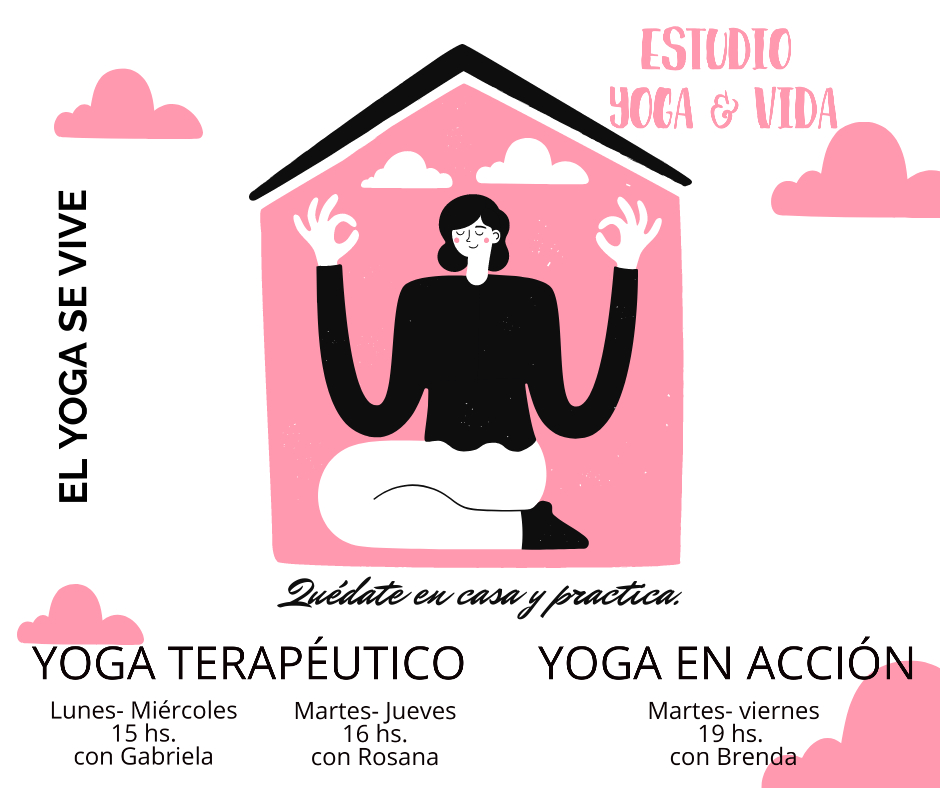 ESTUDIO
YOGA & VIDA
EL YOGA SE VIVE
Quédate en casa y practica.
YOGA TERAPÉUTICO
Lunes- Miércoles
15 hs.
con Gabriela
Martes- Jueves
16 hs.
con Rosana
YOGA EN ACCIÓN
Martes- viernes
19 hs.
con Brenda